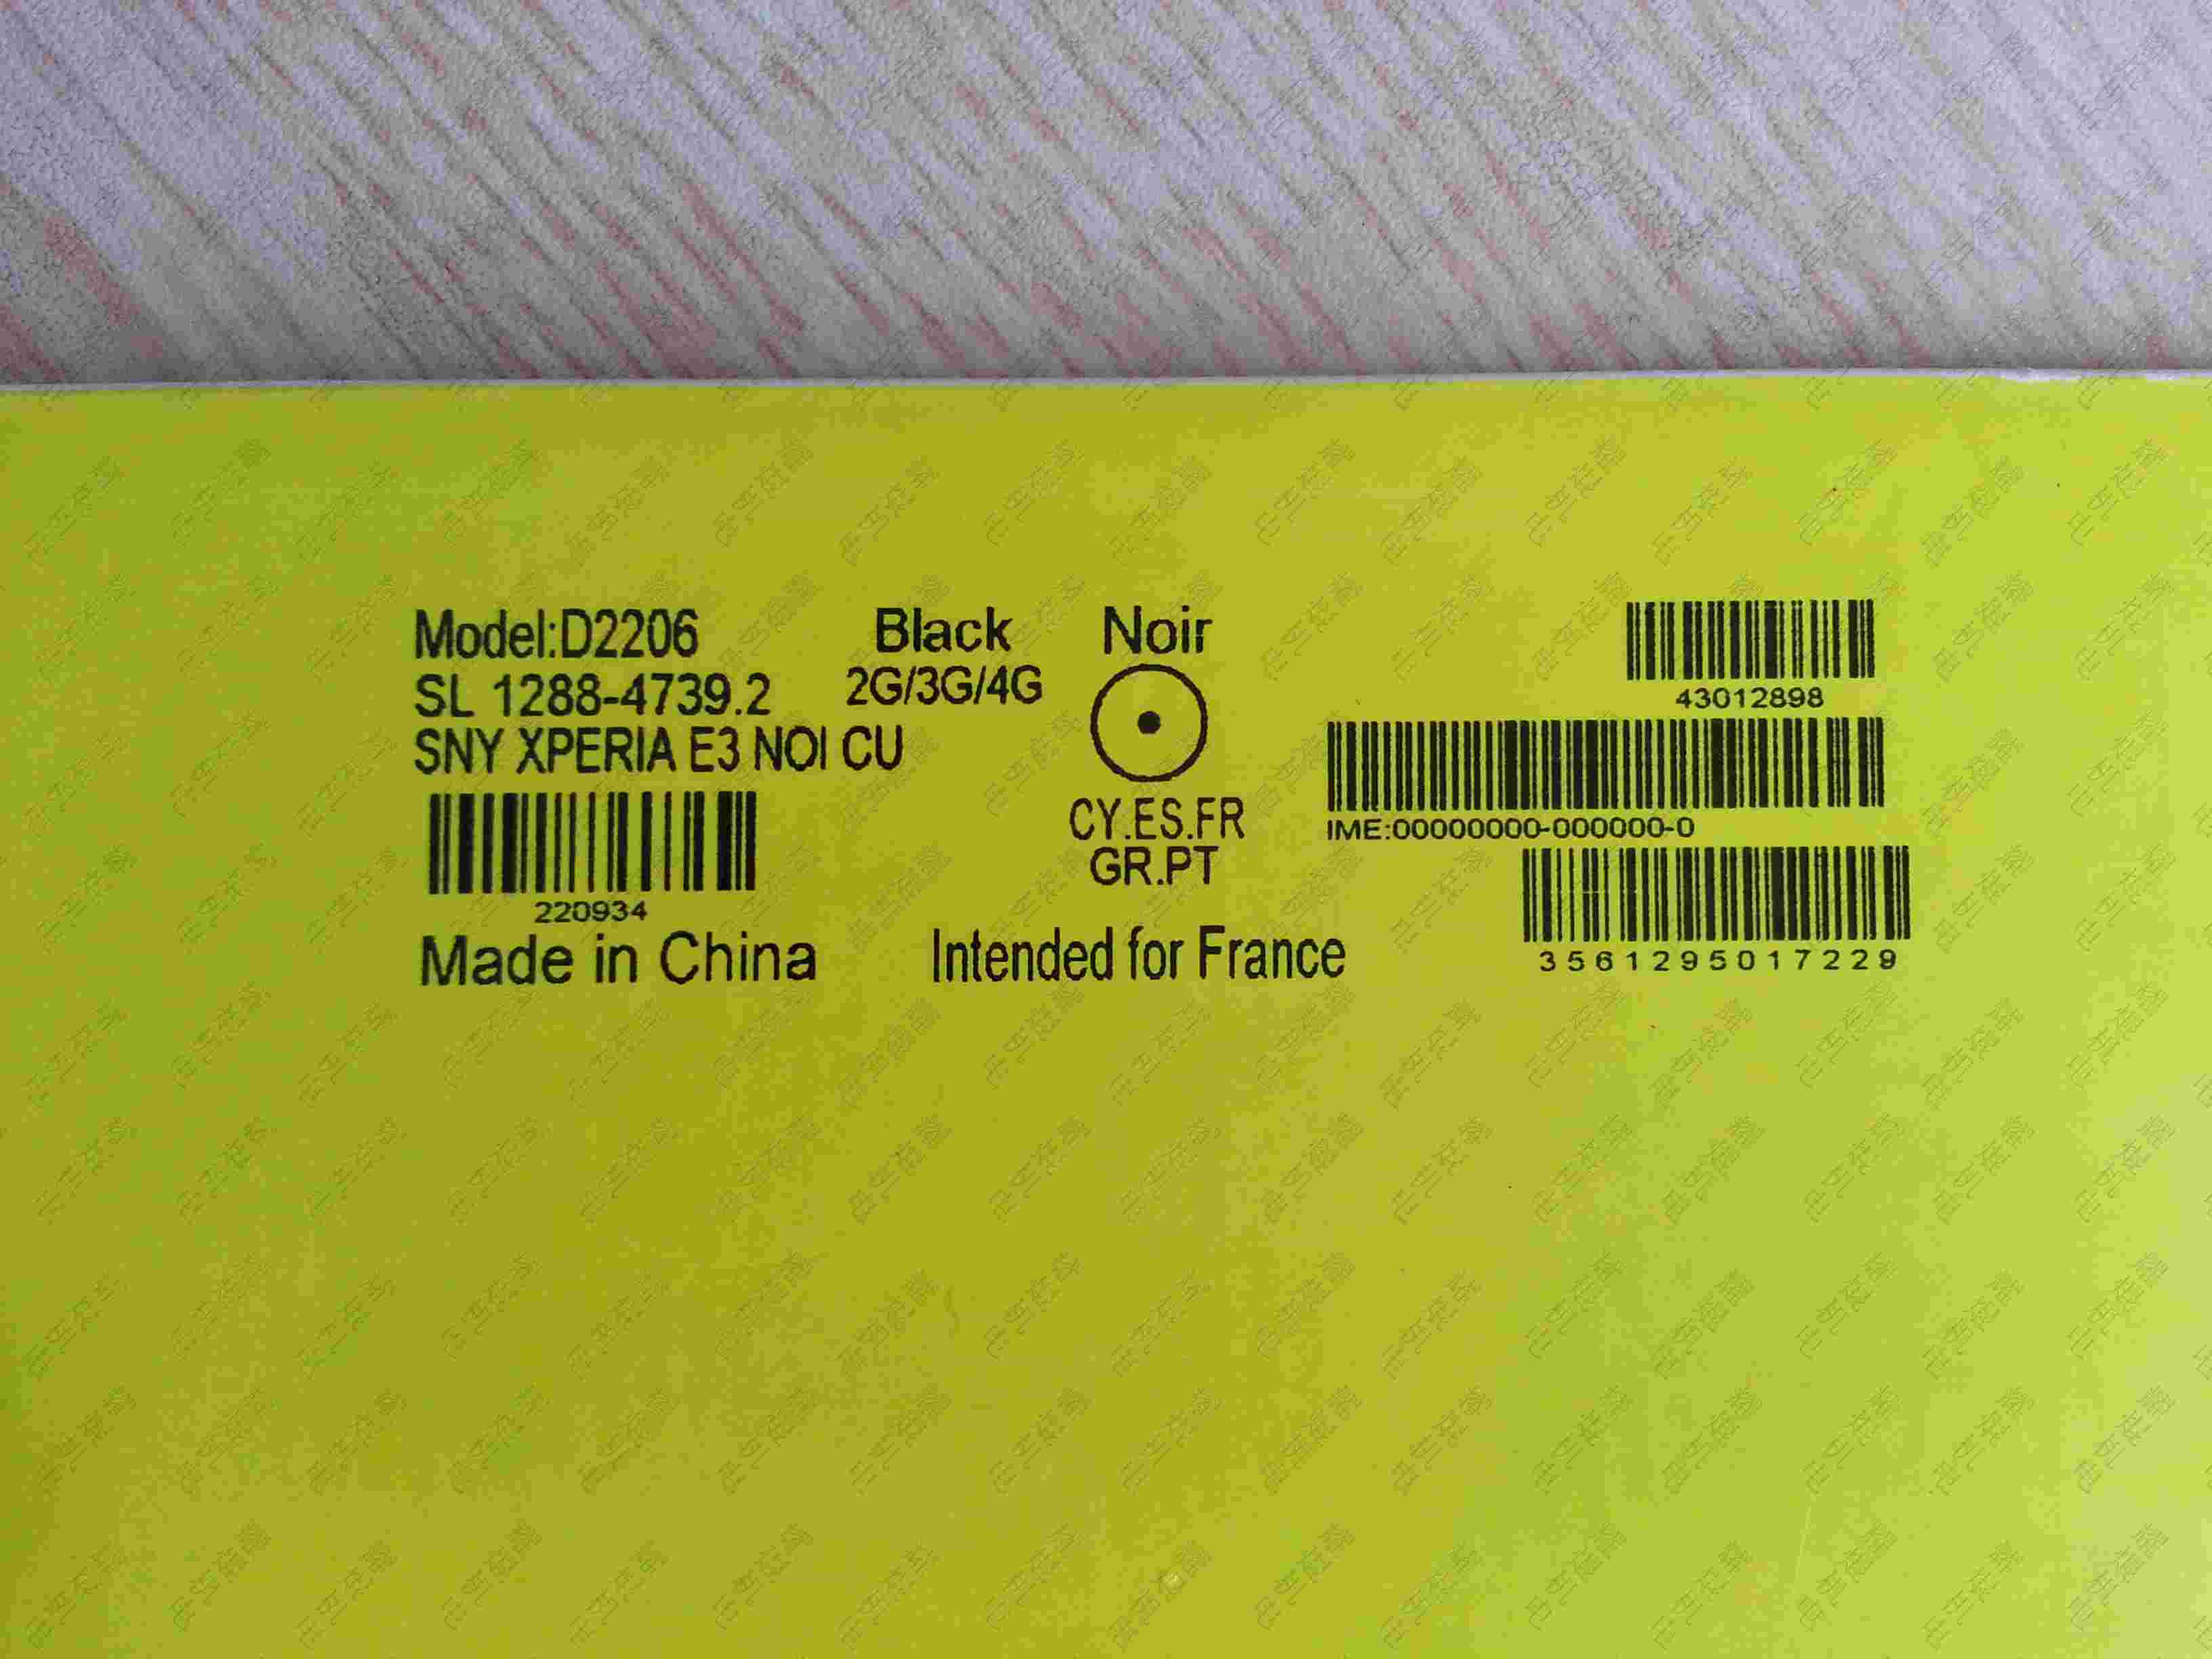 Model:D2206 Black Noir
SL 1288-4739.2 2G/3G/4G
SNY XPERIA E3 NOI CU
220934
Made in China
CY.ES.FR
GR.PT
Intended for France
43012898
IME:00000000-000000-0
3561295017229